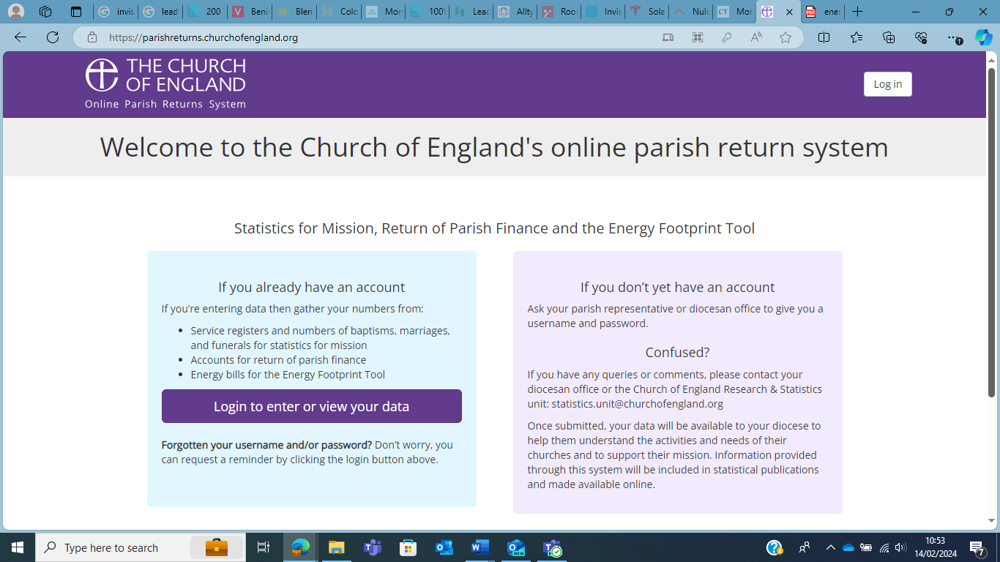 invis
lead
200
Beni
Blen
Colc
Mor
100\
Leac
Allty
Roof
Invis
Sola
Nulo
CT
Mor
PDF
ener
https://parishreturns.churchofengland.org
THE CHURCH
OF ENGLAND
Online Parish Returns System
Log in
Welcome to the Church of England's online parish return system
Statistics for Mission, Return of Parish Finance and the Energy Footprint Tool
If you already have an account
If you’re entering data then gather your numbers from:
• Service registers and numbers of baptisms, marriages,
and funerals for statistics for mission
• Accounts for return of parish finance
• Energy bills for the Energy Footprint Tool
Login to enter or view your data
Forgotten your username and/or password? Don’t worry, you
can request a reminder by clicking the login button above.
If you don’t yet have an account
Ask your parish representative or diocesan office to give you a
username and password.
Confused?
If you have any queries or comments, please contact your
diocesan office or the Church of England Research & Statistics
unit: statistics.unit@churchofengland.org
Once submitted, your data will be available to your diocese to
help them understand the activities and needs of their
churches and to support their mission. Information provided
through this system will be included in statistical publications
and made available online.
Type here to search
NEW
10:53
14/02/2024
7